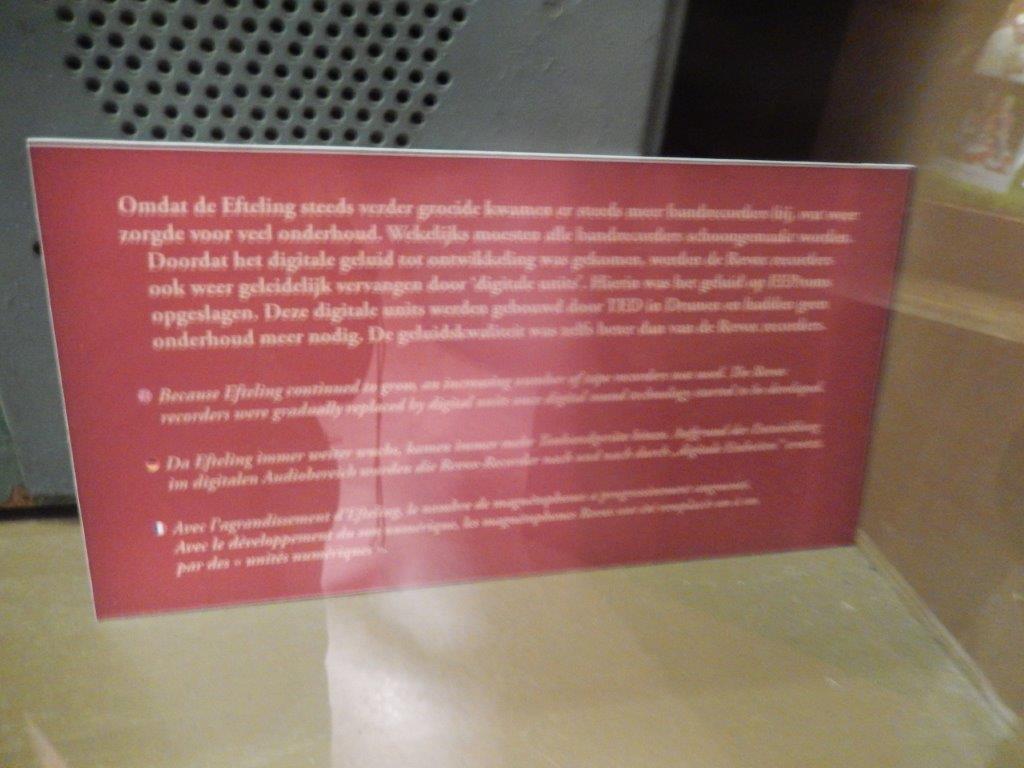 Omdat de Efteling steeds verder groeide kwamen er steeds meer bandrecorders bij, wat weer
zorgde voor veel onderhoud. Wekelijks moesten alle bandrecorders schoongemaakt worden.
Doordat het digitale geluid tot ontwikkeling was gekomen, werden de Revox recorders
ook weer geleidelijk vervangen door 'digitale units'. Hierin was het geluid op
opgeslagen. Deze digitale units werden gebouwd door TED in en hadden geen
onderhoud meer nodig. De geluidskwaliteit was zelfs beter dan van de Revox recorders.
Because Efteling continued to grow, an increasing number of tape recorders was used. The Revox
recorders were gradually replaced by digital units once digital sound technology started to be developed.
Da Efteling immer weiter wuchs, kamen immer mehr hinzu. Aufgrund der Entwicklung
im digitalen Audiobereich wurden die Revox-Recorder nach und nach durch „digitale Einheiten" ersetzt.
Avec l'agrandissement d'Efteling, le nombre de magnétophones a progressivement augmenté.
Avec le développement du son numérique, les magnétophones Revox ont été remplacés
par des « unités numériques ».